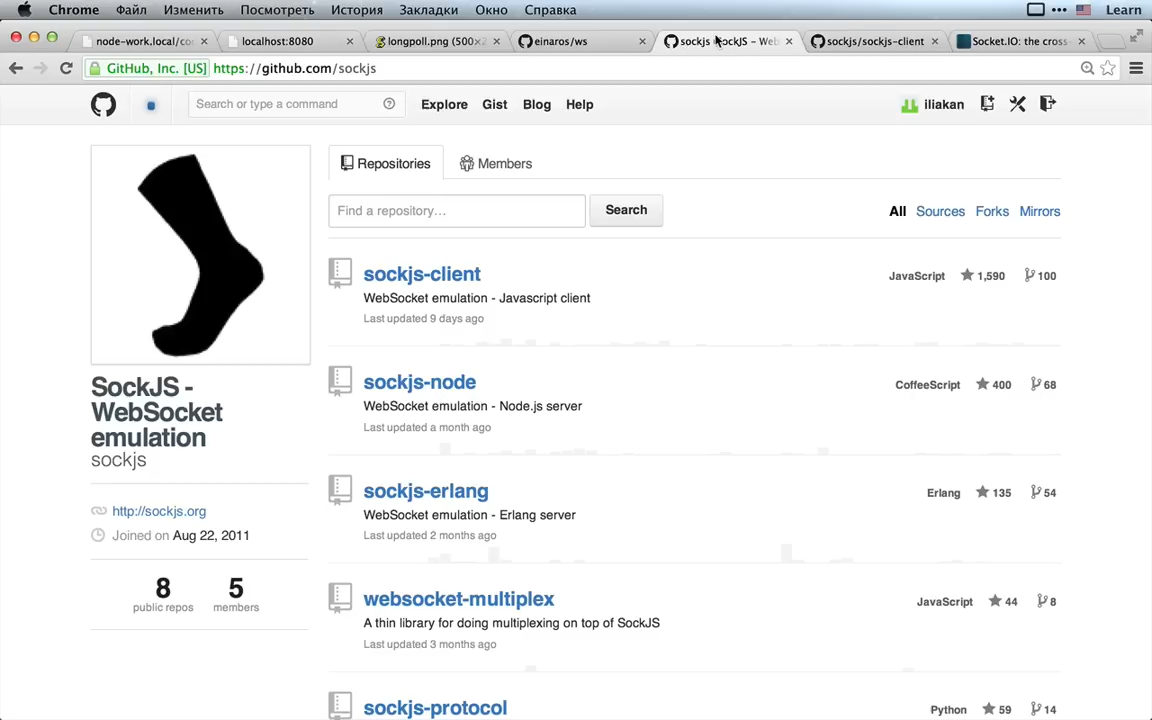 Chrome Файл Изменить Посмотреть История Закладки Окно Справка Learn
node-work.local/co localhost:8080 longpoll.png (500×2 einaros/ws sockjs SockJS – Web sockjs/sockjs-client Socket.IO: the cross-
GitHub, Inc. [US] https://github.com/sockjs
Search or type a command Explore Gist Blog Help iliakan
Repositories Members
Find a repository… Search All Sources Forks Mirrors
sockjs-client JavaScript 1,590 100
WebSocket emulation - Javascript client
Last updated 9 days ago
sockjs-node CoffeeScript 400 68
WebSocket emulation - Node.js server
Last updated a month ago
sockjs-erlang Erlang 135 54
WebSocket emulation - Erlang server
Last updated 2 months ago
websocket-multiplex JavaScript 44 8
A thin library for doing multiplexing on top of SockJS
Last updated 3 months ago
sockjs-protocol Python 59 14
SockJS -
WebSocket
emulation
sockjs
http://sockjs.org
Joined on Aug 22, 2011
8 5
public repos members